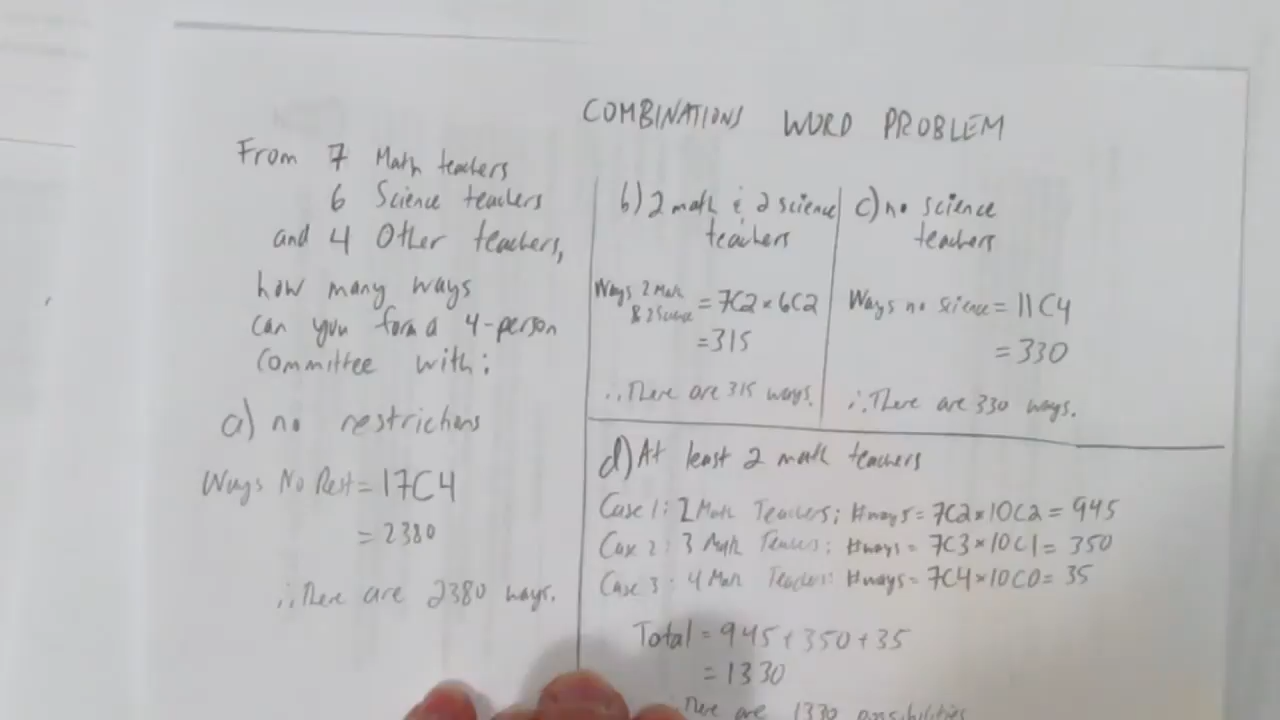 COMBINATIONS WORD PROBLEM
From 7 Math teachers
6 Science teachers
and 4 Other teachers,
how many ways
can you form a 4-person
committee with:
a) no restrictions
Ways No Rest = 17C4
= 2380
∴ There are 2380 ways.
b) 2 math & 2 science
teachers
Ways 2 Math
& 2 Science = 7C2 × 6C2
= 315
∴ There are 315 ways.
c) no science
teachers
Ways no science = 11C4
= 330
∴ There are 330 ways.
d) At least 2 math teachers
Case 1: 2 Math Teachers; #ways = 7C2 × 10C2 = 945
Case 2: 3 Math Teachers; #ways = 7C3 × 10C1 = 350
Case 3: 4 Math Teachers: #ways = 7C4 × 10C0 = 35
Total = 945 + 350 + 35
= 1330
There are 1330 possibilities